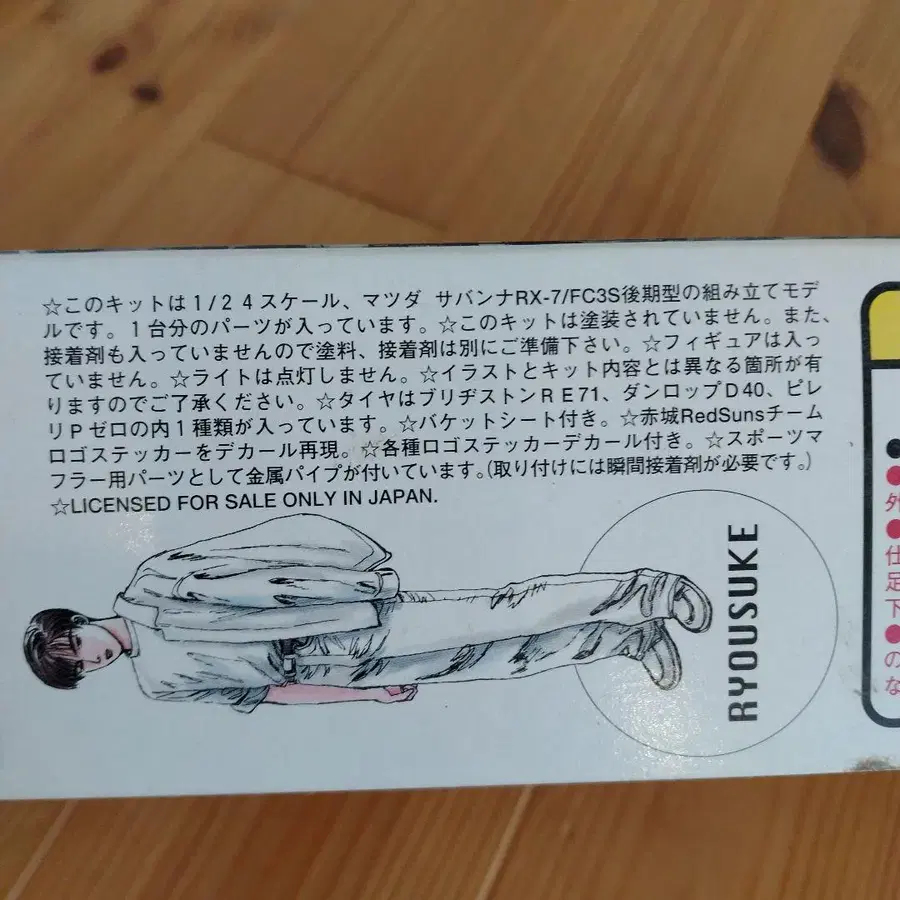 ☆このキットは1/24スケール、マツダ サバンナRX-7/FC3S後期型の組み立てモデ
ルです。1台分のパーツが入っています。☆このキットは塗装されていません。また、
接着剤も入っていませんので塗料、接着剤は別にご準備下さい。☆フィギュアは入っ
ていません。☆ライトは点灯しません。☆イラストとキット内容とは異なる箇所が有
りますのでご了承ください。☆タイヤはブリヂストンRE71、ダンロップD40、ピレ
リPゼロの内1種類が入っています。☆バケットシート付き。☆赤城RedSunsチーム
ロゴステッカーをデカール再現。☆各種ロゴステッカーデカール付き。☆スポーツマ
フラー用パーツとして金属パイプが付いています。(取り付けには瞬間接着剤が必要です。)
☆LICENSED FOR SALE ONLY IN JAPAN.
RYOUSUKE
●
●
外
●
仕
足
下
●
の
な